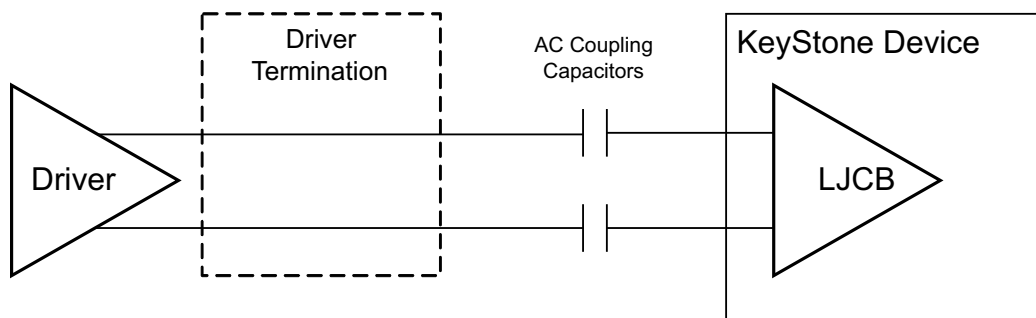 Driver
Termination
AC Coupling
Capacitors
KeyStone Device
Driver
LJCB